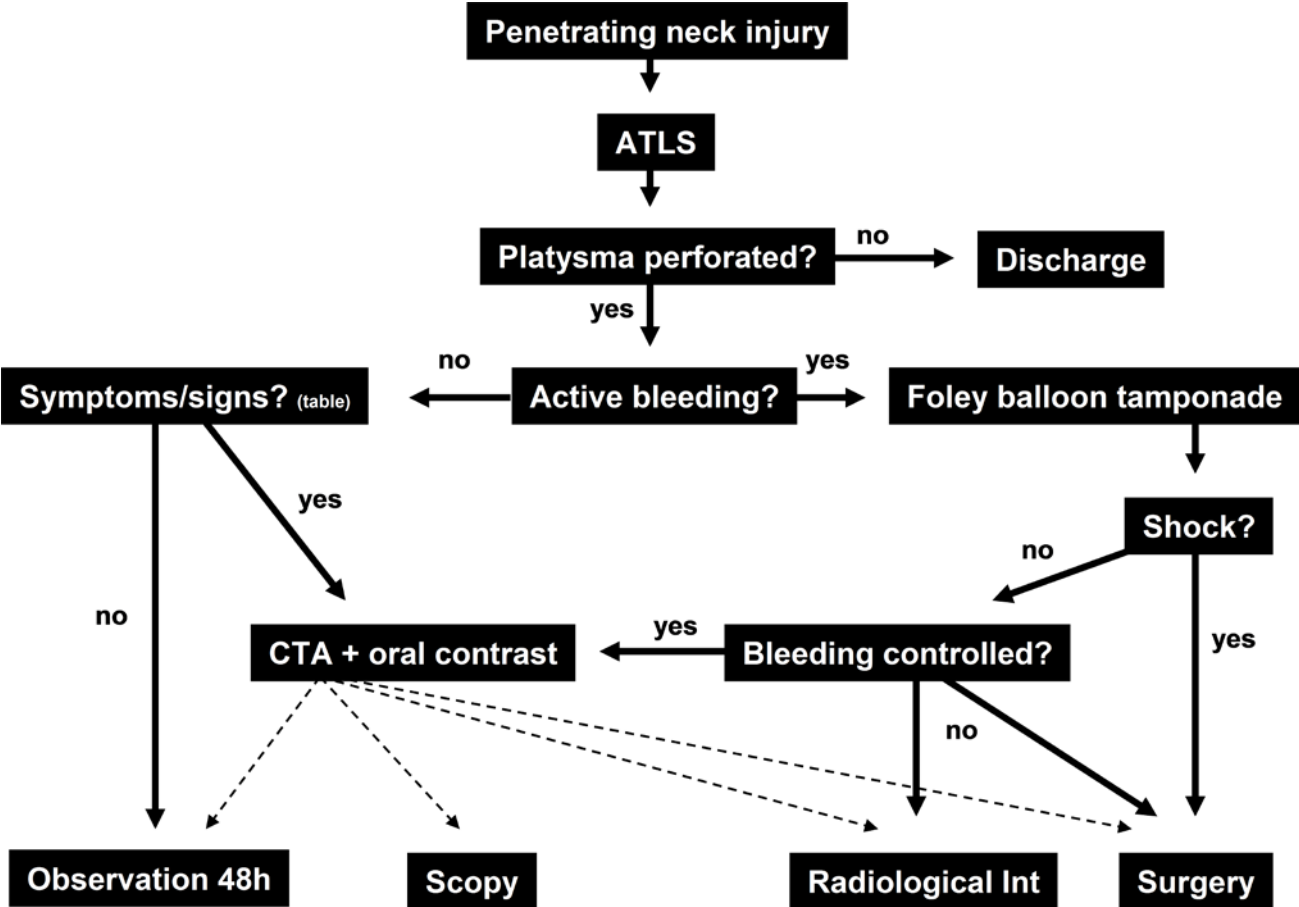 Penetrating neck injury
ATLS
Platysma perforated?
no
Discharge
yes
Symptoms/signs? (table)
no
Active bleeding?
yes
Foley balloon tamponade
yes
Shock?
no
no
CTA + oral contrast
yes
Bleeding controlled?
yes
no
Observation 48h
Scopy
Radiological Int
Surgery